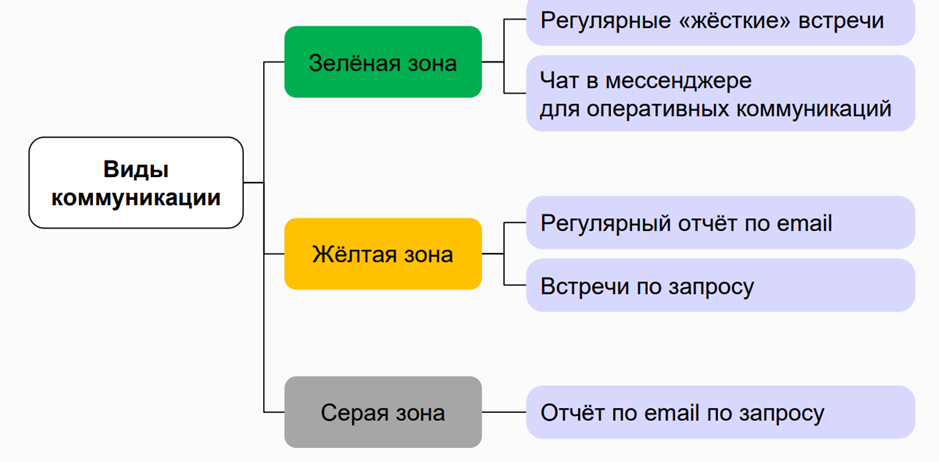 Виды
коммуникации
Зелёная зона
Регулярные «жёсткие» встречи
Чат в мессенджере
для оперативных коммуникаций
Жёлтая зона
Регулярный отчёт по email
Встречи по запросу
Серая зона
Отчёт по email по запросу